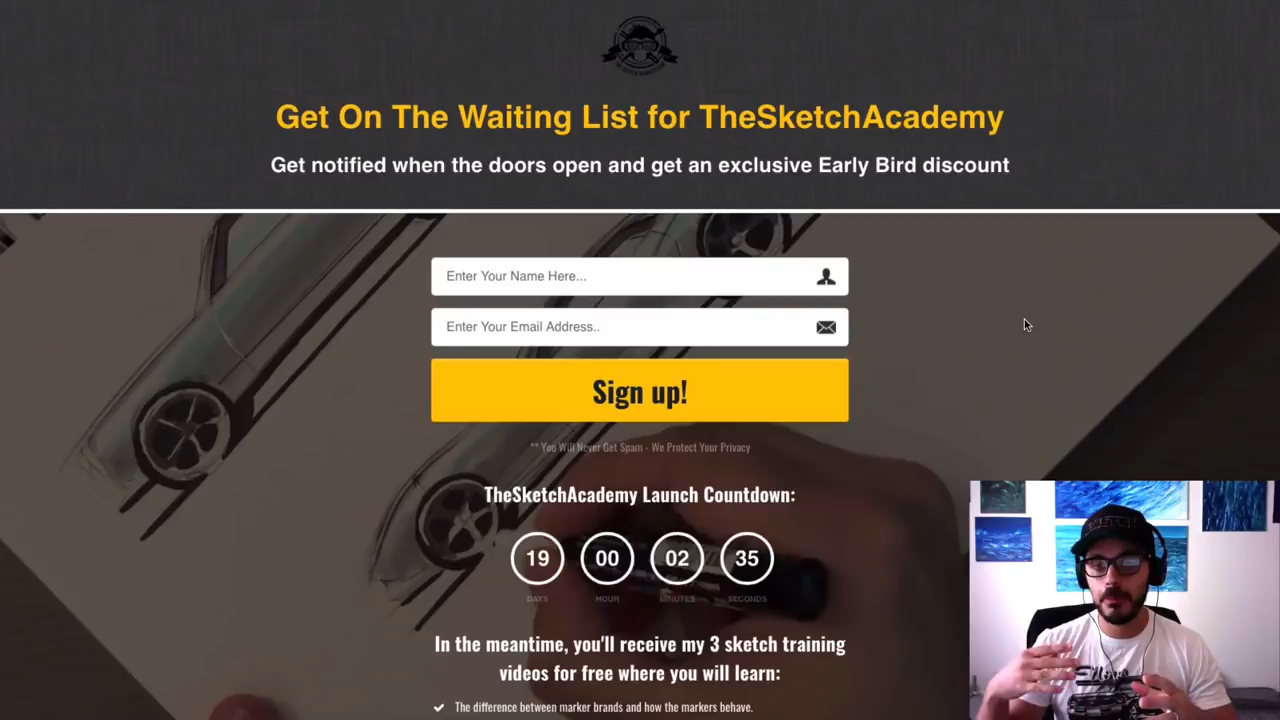 Get On The Waiting List for TheSketchAcademy
Get notified when the doors open and get an exclusive Early Bird discount
Enter Your Name Here...
Enter Your Email Address..
Sign up!
** You Will Never Get Spam - We Protect Your Privacy
TheSketchAcademy Launch Countdown:
19 00 02 35
DAYS HOUR MINUTES SECONDS
In the meantime, you'll receive my 3 sketch training
videos for free where you will learn:
The difference between marker brands and how the markers behave.